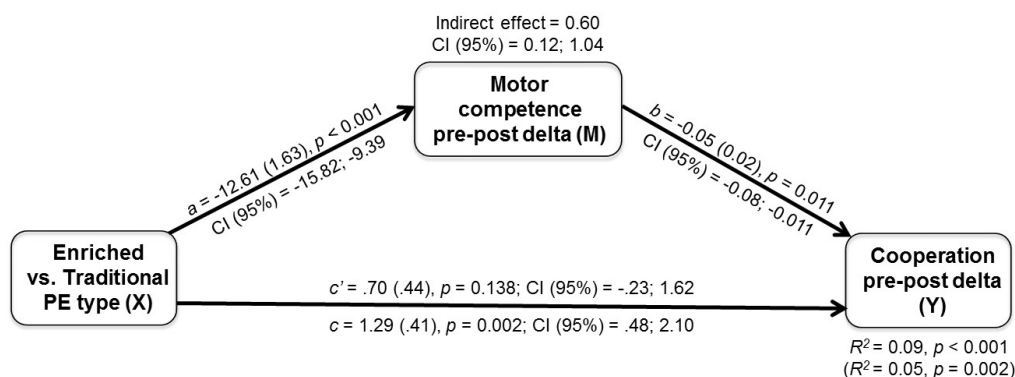 Indirect effect = 0.60
CI (95%) = 0.12; 1.04
Motor
competence
pre-post delta (M)
a = -12.61 (1.63), p < 0.001
CI (95%) = -15.82; -9.39
b = -0.05 (0.02), p = 0.011
CI (95%) = -0.08; -0.011
Enriched
vs. Traditional
PE type (X)
c’ = .70 (.44), p = 0.138; CI (95%) = -.23; 1.62
c = 1.29 (.41), p = 0.002; CI (95%) = .48; 2.10
Cooperation
pre-post delta
(Y)
R² = 0.09, p < 0.001
(R² = 0.05, p = 0.002)